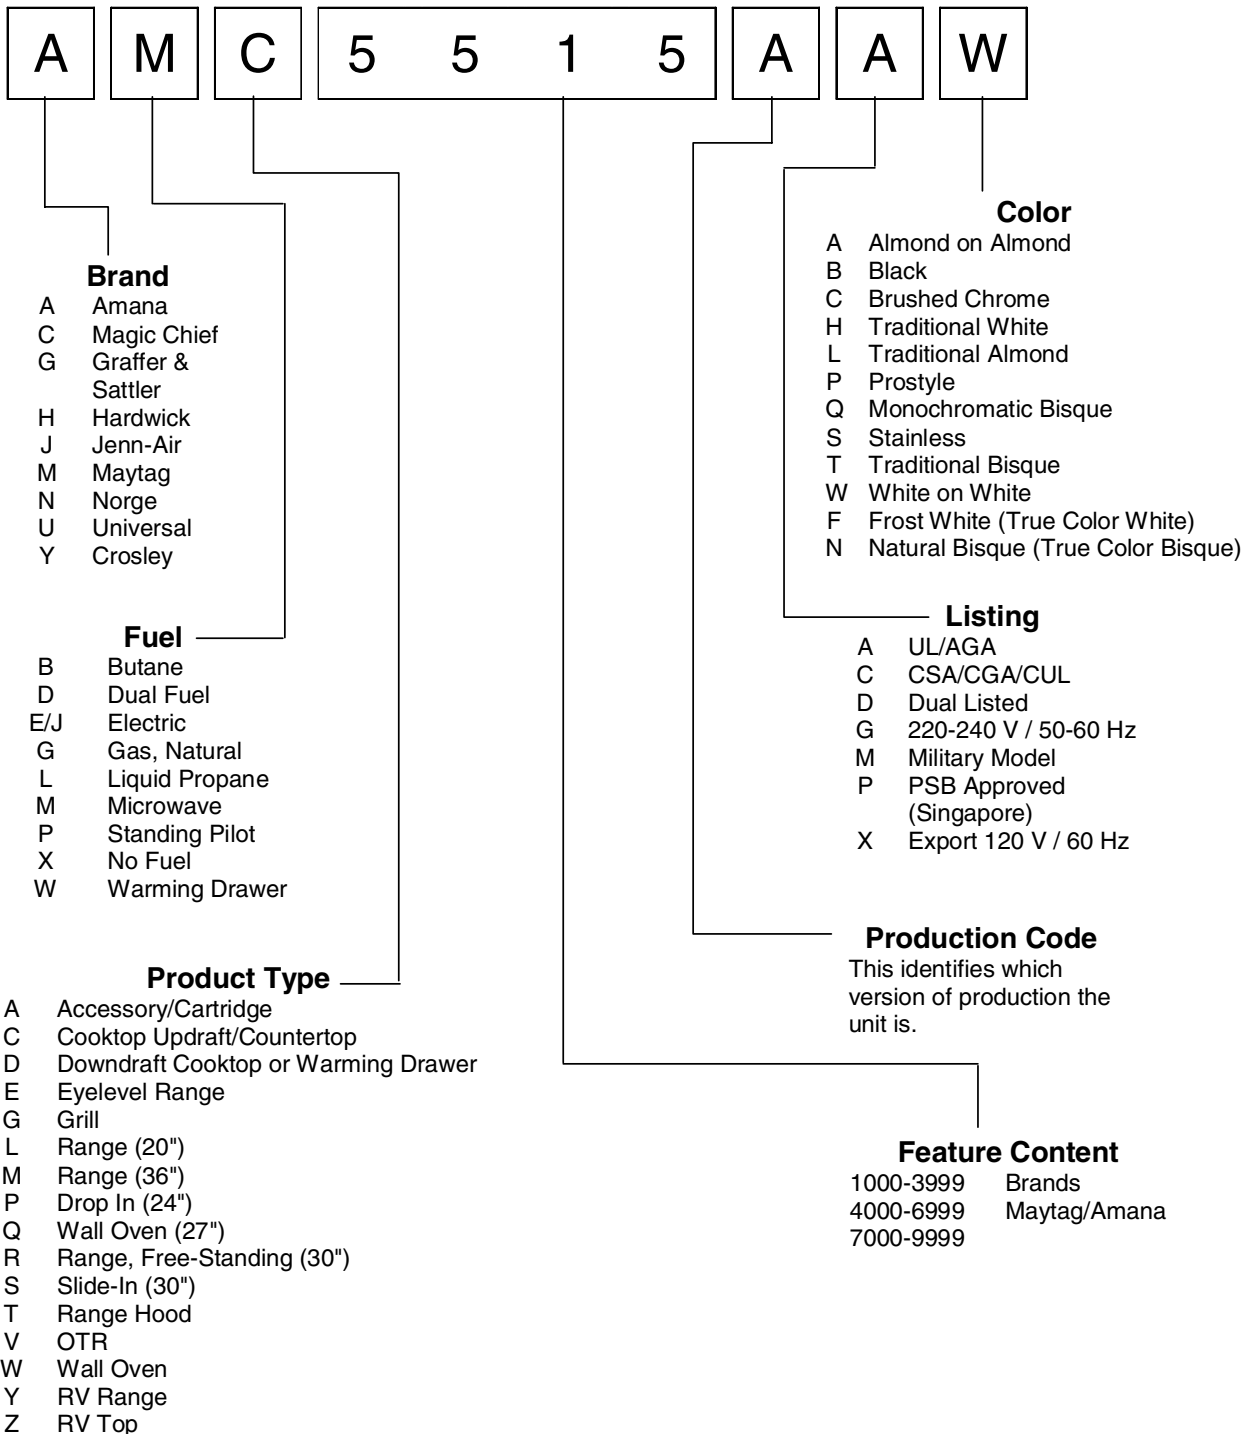 A M C 5 5 1 5 A A W
Brand
A Amana
C Magic Chief
G Graffer &
Sattler
H Hardwick
J Jenn-Air
M Maytag
N Norge
U Universal
Y Crosley
Fuel
B Butane
D Dual Fuel
E/J Electric
G Gas, Natural
L Liquid Propane
M Microwave
P Standing Pilot
X No Fuel
W Warming Drawer
Product Type
A Accessory/Cartridge
C Cooktop Updraft/Countertop
D Downdraft Cooktop or Warming Drawer
E Eyelevel Range
G Grill
L Range (20")
M Range (36")
P Drop In (24")
Q Wall Oven (27")
R Range, Free-Standing (30")
S Slide-In (30")
T Range Hood
V OTR
W Wall Oven
Y RV Range
Z RV Top
Color
A Almond on Almond
B Black
C Brushed Chrome
H Traditional White
L Traditional Almond
P Prostyle
Q Monochromatic Bisque
S Stainless
T Traditional Bisque
W White on White
F Frost White (True Color White)
N Natural Bisque (True Color Bisque)
Listing
A UL/AGA
C CSA/CGA/CUL
D Dual Listed
G 220-240 V / 50-60 Hz
M Military Model
P PSB Approved
(Singapore)
X Export 120 V / 60 Hz
Production Code
This identifies which
version of production the
unit is.
Feature Content
1000-3999 Brands
4000-6999 Maytag/Amana
7000-9999